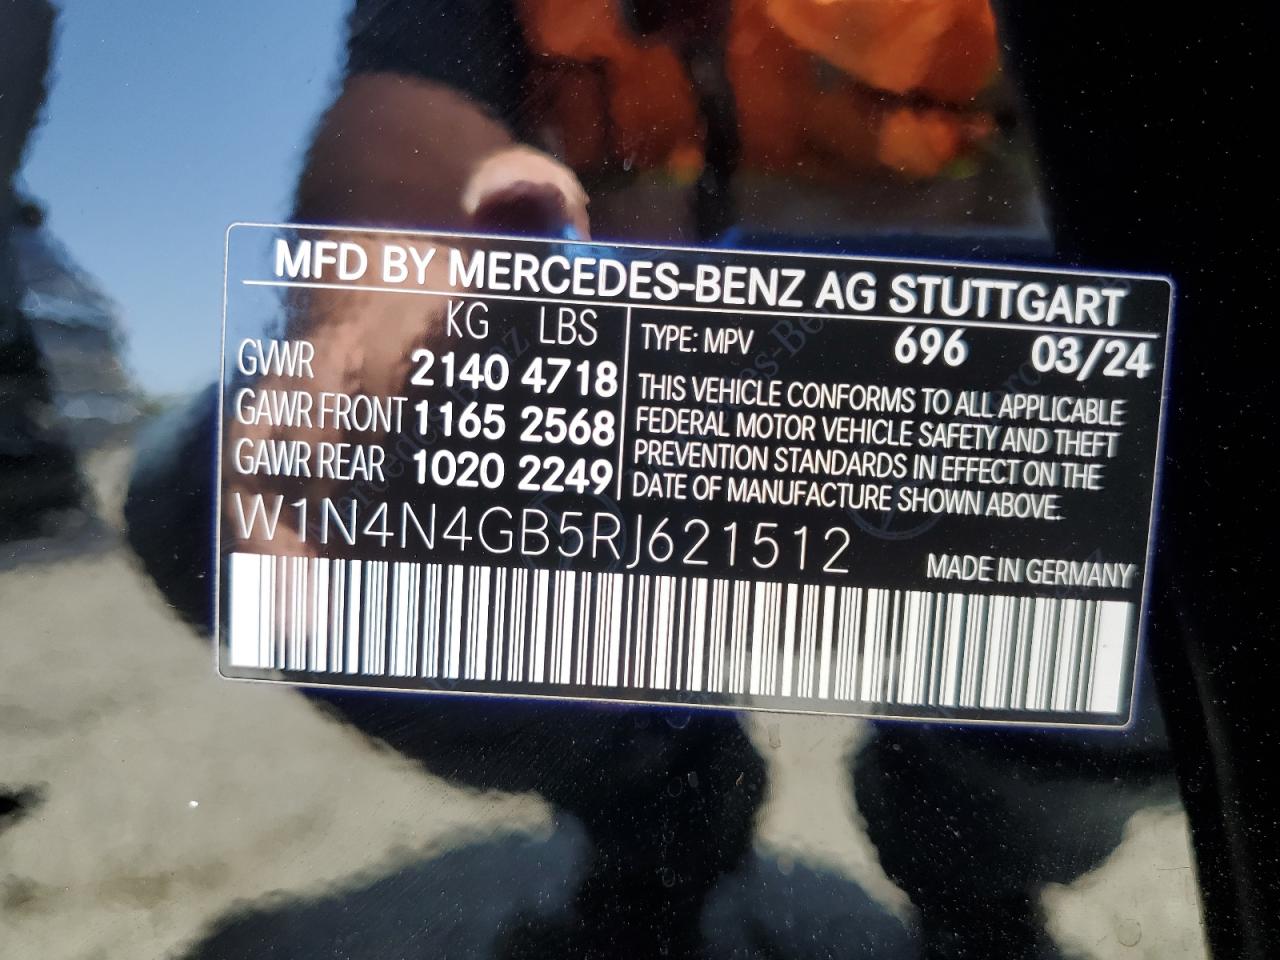 MFD BY MERCEDES-BENZ AG STUTTGART
KG LBS
GVWR 2140 4718
GAWR FRONT 1165 2568
GAWR REAR 1020 2249
TYPE: MPV 696 03/24
THIS VEHICLE CONFORMS TO ALL APPLICABLE
FEDERAL MOTOR VEHICLE SAFETY AND THEFT
PREVENTION STANDARDS IN EFFECT ON THE
DATE OF MANUFACTURE SHOWN ABOVE.
W1N4N4GB5RJ621512
MADE IN GERMANY